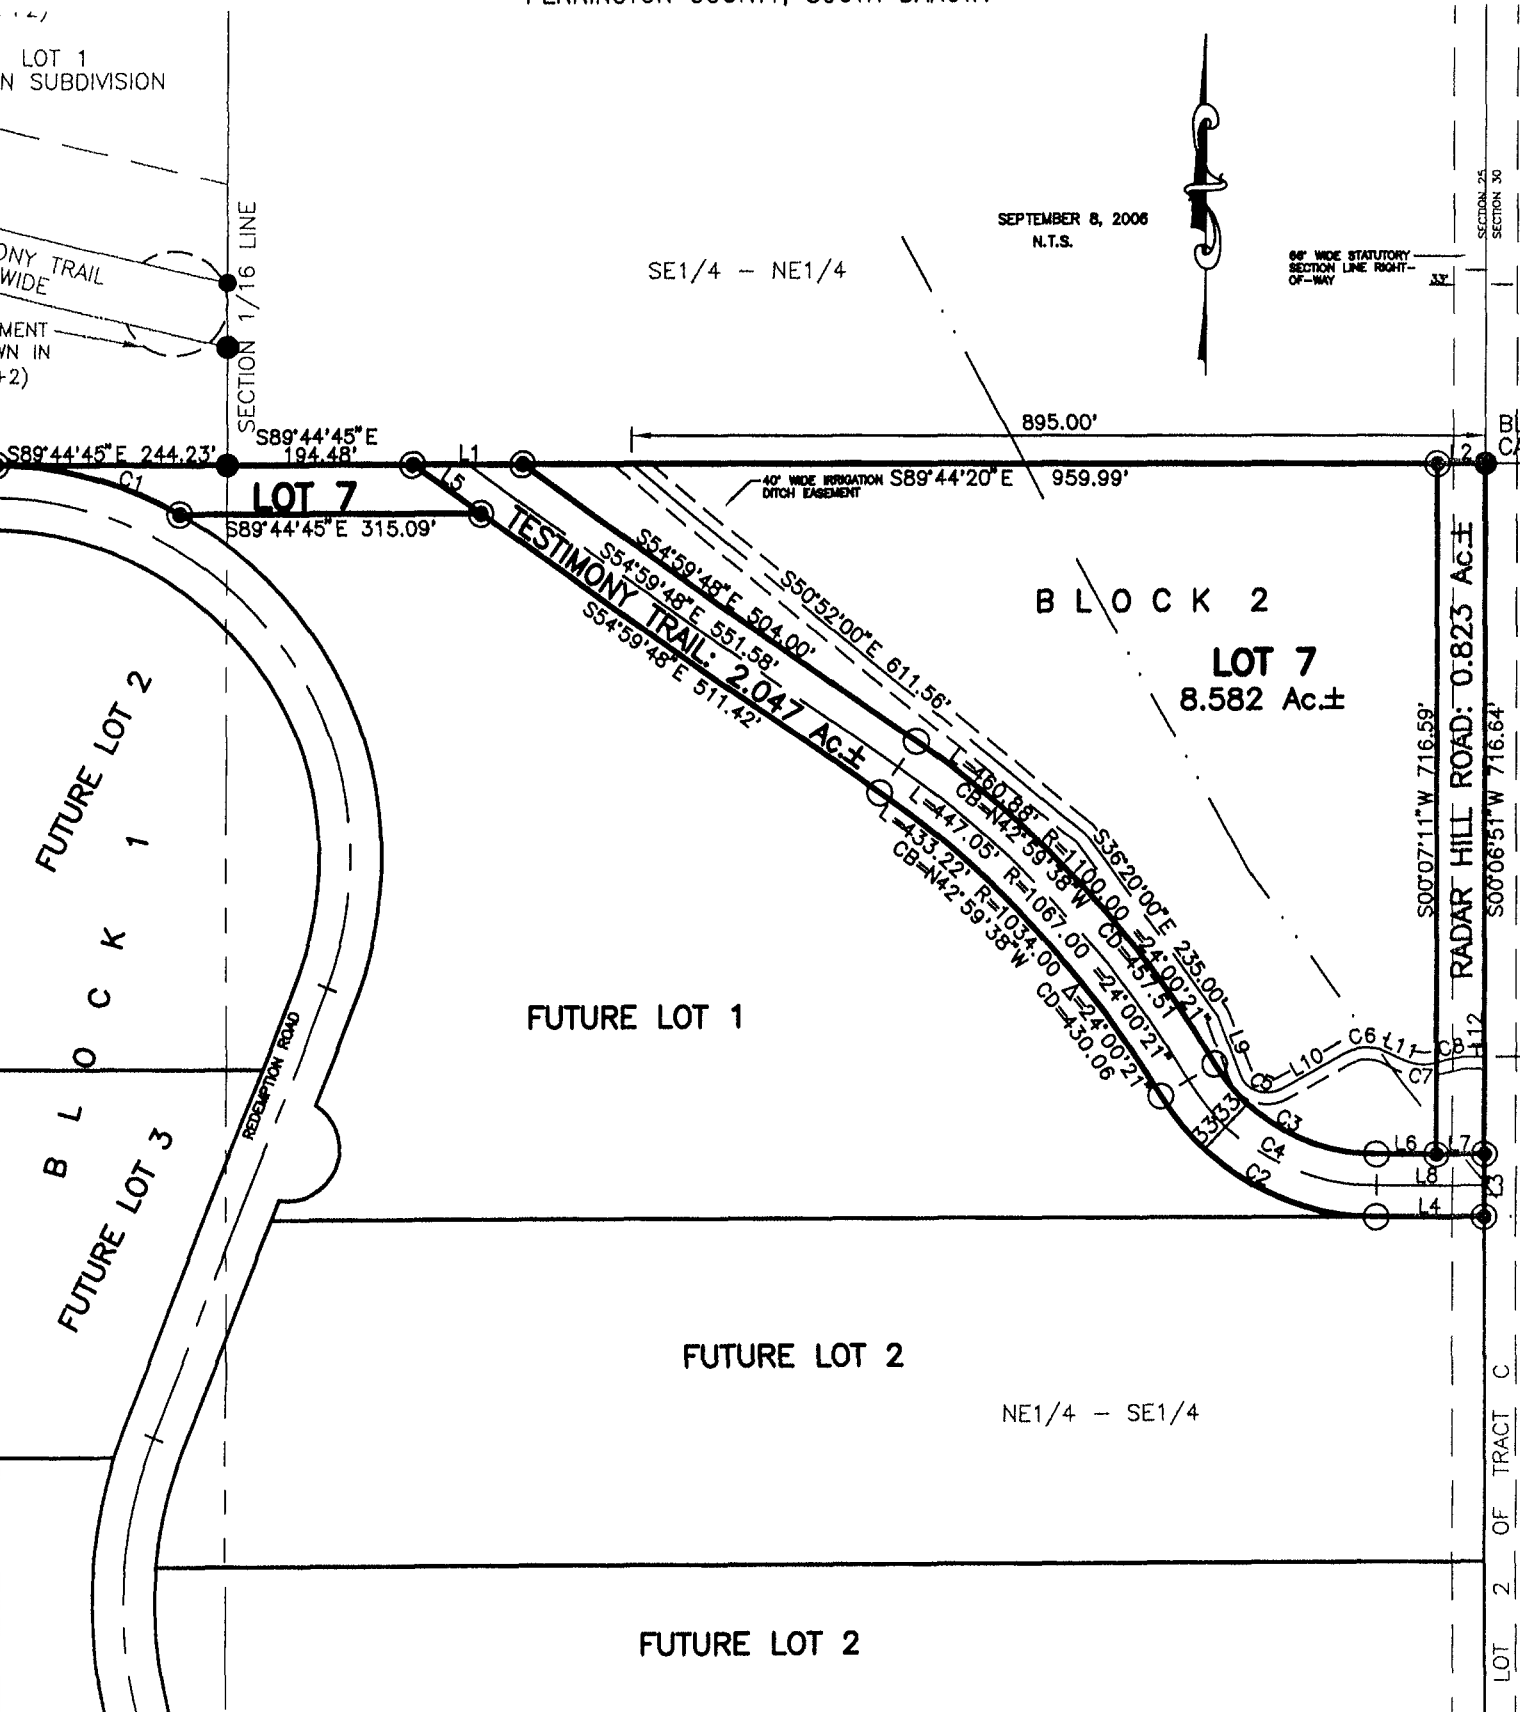 LOT 1
N SUBDIVISION
ONY TRAIL
WIDE
MENT
WN IN
+2)
SECTION 1/16 LINE
SE1/4 - NE1/4
SEPTEMBER 8, 2006
N.T.S.
66' WIDE STATUTORY
SECTION LINE RIGHT-
OF-WAY
33'
SECTION 25
SECTION 30
895.00'
S89°44'45"E 244.23'
S89°44'45"E
194.48'
L1
L2
S89°44'20"E 959.99'
40' WIDE IRRIGATION
DITCH EASEMENT
C1
L5
LOT 7
S89°44'45"E 315.09'
TESTIMONY TRAIL: 2.047 Ac.±
S54°59'48"E 504.00'
S54°59'48"E 551.58'
S54°59'48"E 511.42'
S50°52'00"E 611.56'
BLOCK 2
LOT 7
8.582 Ac.±
S00°07'11"W 716.59'
RADAR HILL ROAD: 0.823 Ac.±
S00°06'51"W 716.64'
L=460.88' R=1100.00 =24°00'21"
CB=N42°59'38"W CD=457.51
L=447.05' R=1067.00 =24°00'21"
L=433.22' R=1034.00 Δ=24°00'21"
CB=N42°59'38"W CD=430.06
S36°20'00"E 235.00'
L9
C5
L10
C6
L11
C7
C8
L12
33'
33'
C3
C4
C2
L6
L7
L8
L3
L4
FUTURE LOT 2
BLOCK 1
FUTURE LOT 3
REDEMPTION ROAD
FUTURE LOT 1
FUTURE LOT 2
NE1/4 - SE1/4
FUTURE LOT 2
LOT 2 OF TRACT C